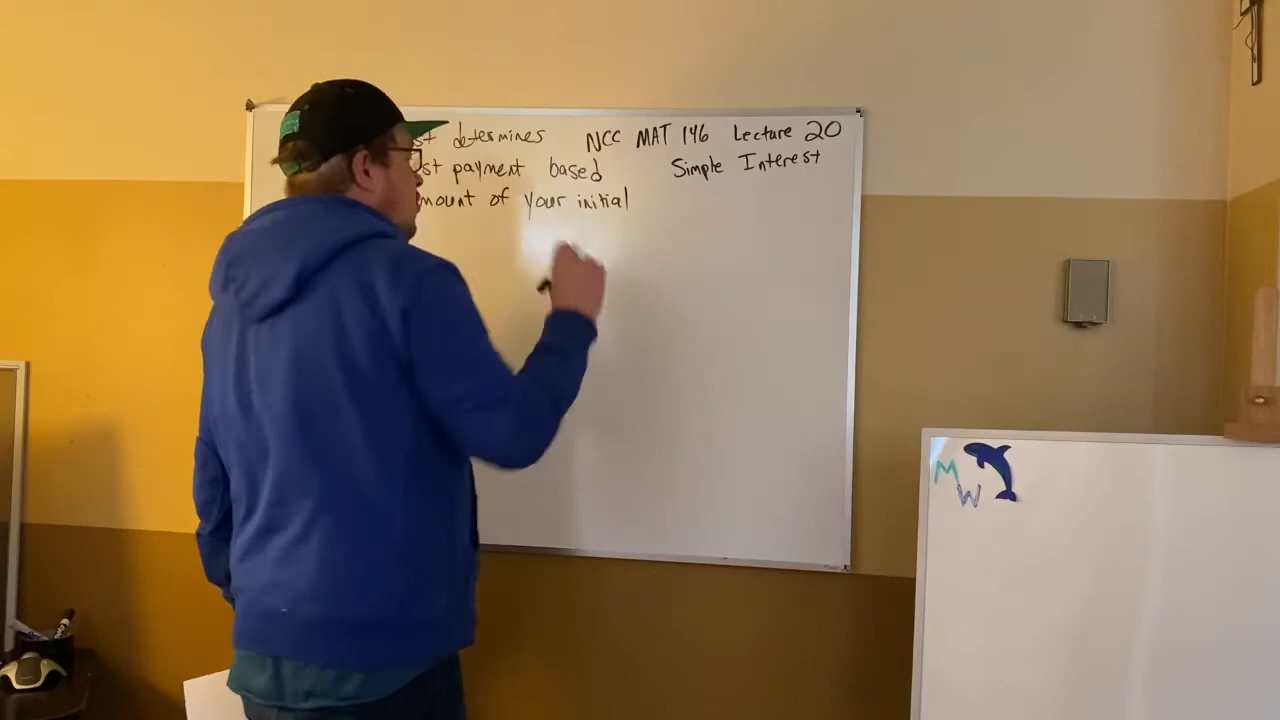 determines NCC MAT 146 Lecture 20
payment based Simple Interest
of your initial
M
W